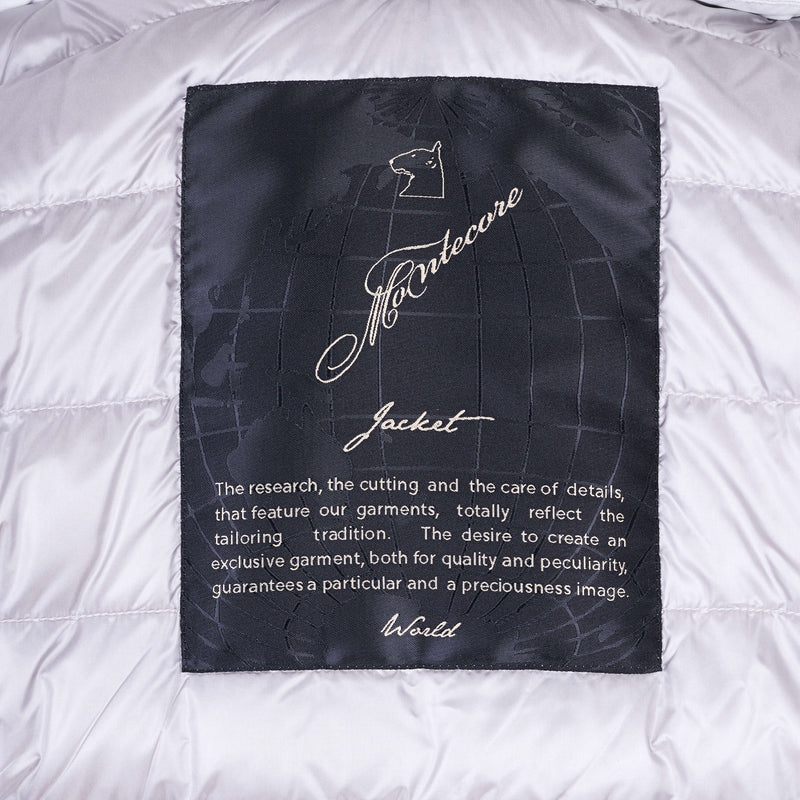 Montecore
Jacket
The research, the cutting and the care of details,
that feature our garments, totally reflect the
tailoring tradition. The desire to create an
exclusive garment, both for quality and peculiarity,
guarantees a particular and a preciousness image.
World